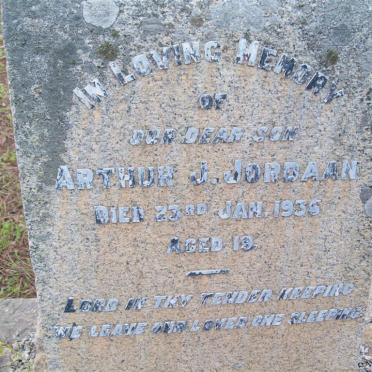 IN LOVING MEMORY
OF
OUR DEAR SON
ARTHUR J. JORDAAN
DIED 23RD JAN. 1936
AGED 19
LORD IN THY TENDER KEEPING
WE LEAVE OUR LOVED ONE SLEEPING.